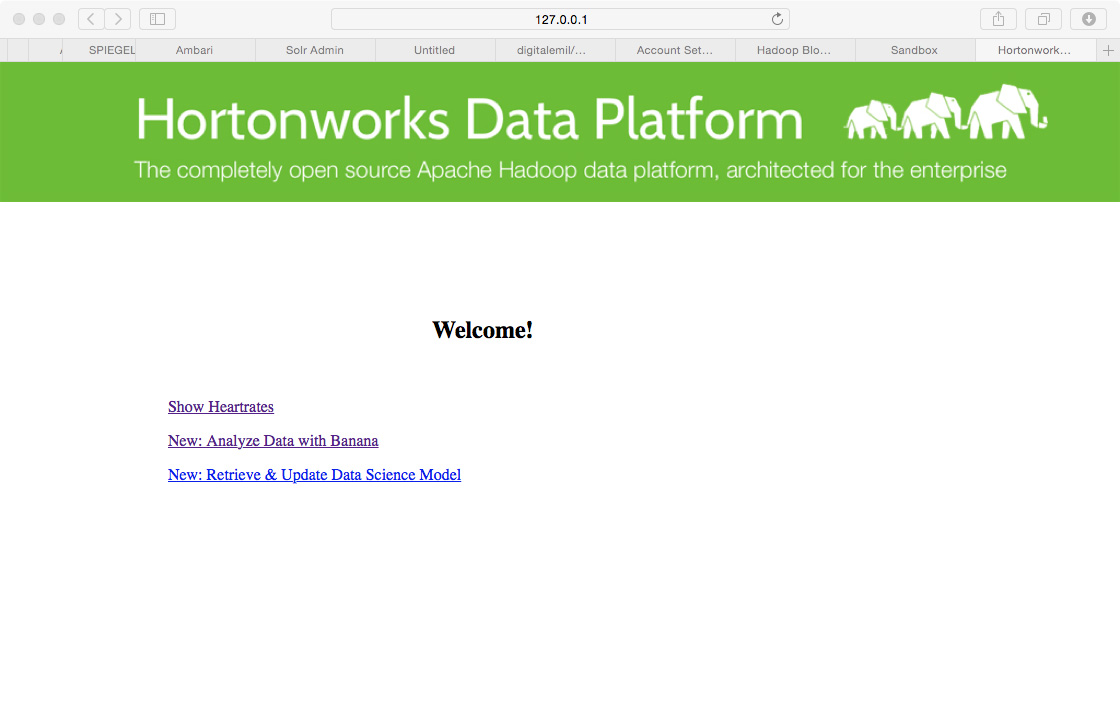 127.0.0.1
SPIEGEL
Ambari
Solr Admin
Untitled
digitalemil/...
Account Set...
Hadoop Blo...
Sandbox
Hortonwork...
Hortonworks Data Platform
The completely open source Apache Hadoop data platform, architected for the enterprise
Welcome!
Show Heartrates
New: Analyze Data with Banana
New: Retrieve & Update Data Science Model